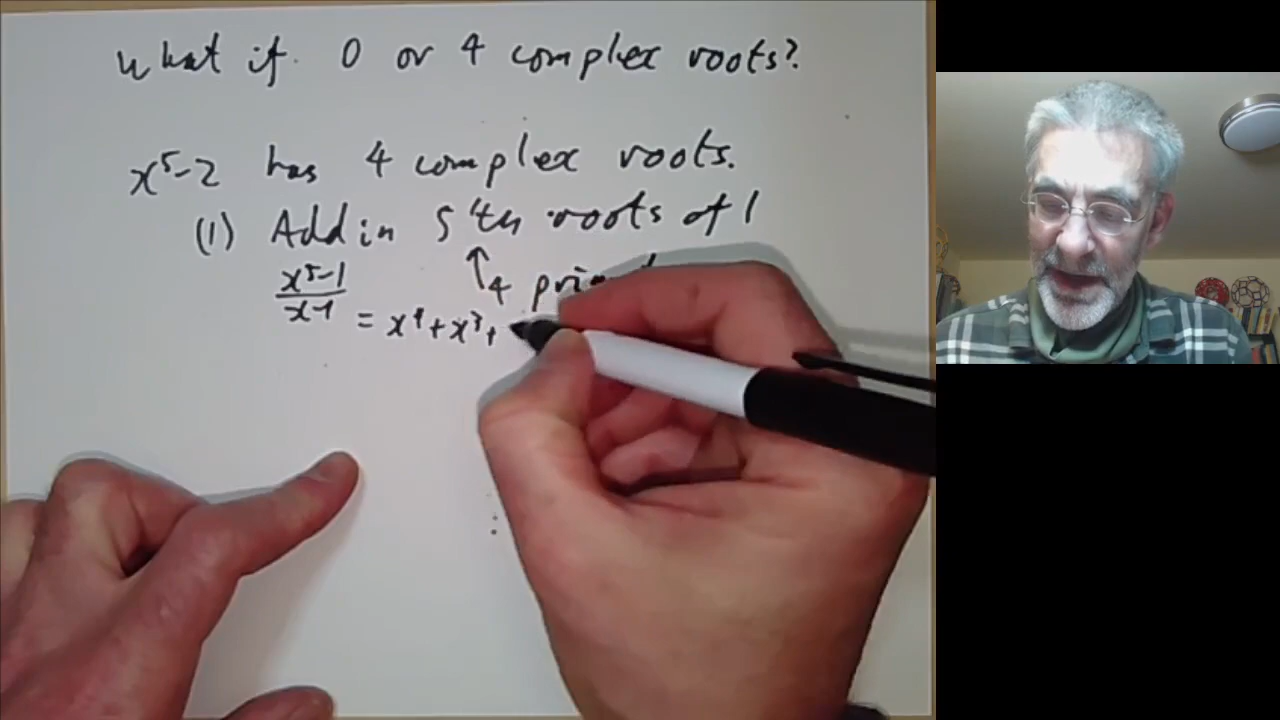 What if 0 or 4 complex roots?
x⁵-2 has 4 complex roots.
(1) Add in 5'th roots of 1
↑ 4
x⁵-1
x-1
= x⁴+x³+